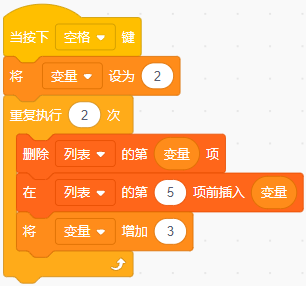 当按下 空格 键
将 变量 设为 2
重复执行 2 次
删除 列表 的第 变量 项
在 列表 的第 5 项前插入 变量
将 变量 增加 3